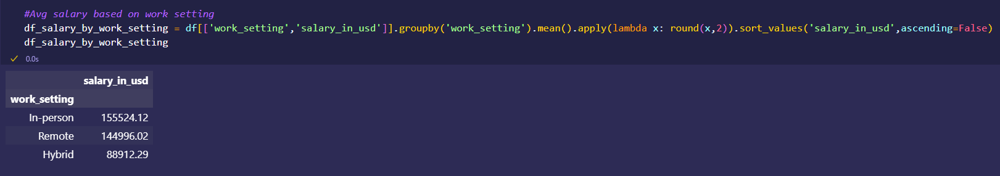 #Avg salary based on work setting
df_salary_by_work_setting = df[['work_setting','salary_in_usd']].groupby('work_setting').mean().apply(lambda x: round(x,2)).sort_values('salary_in_usd',ascending=False)
df_salary_by_work_setting
0.0s
salary_in_usd
work_setting
In-person 155524.12
Remote 144996.02
Hybrid 88912.29